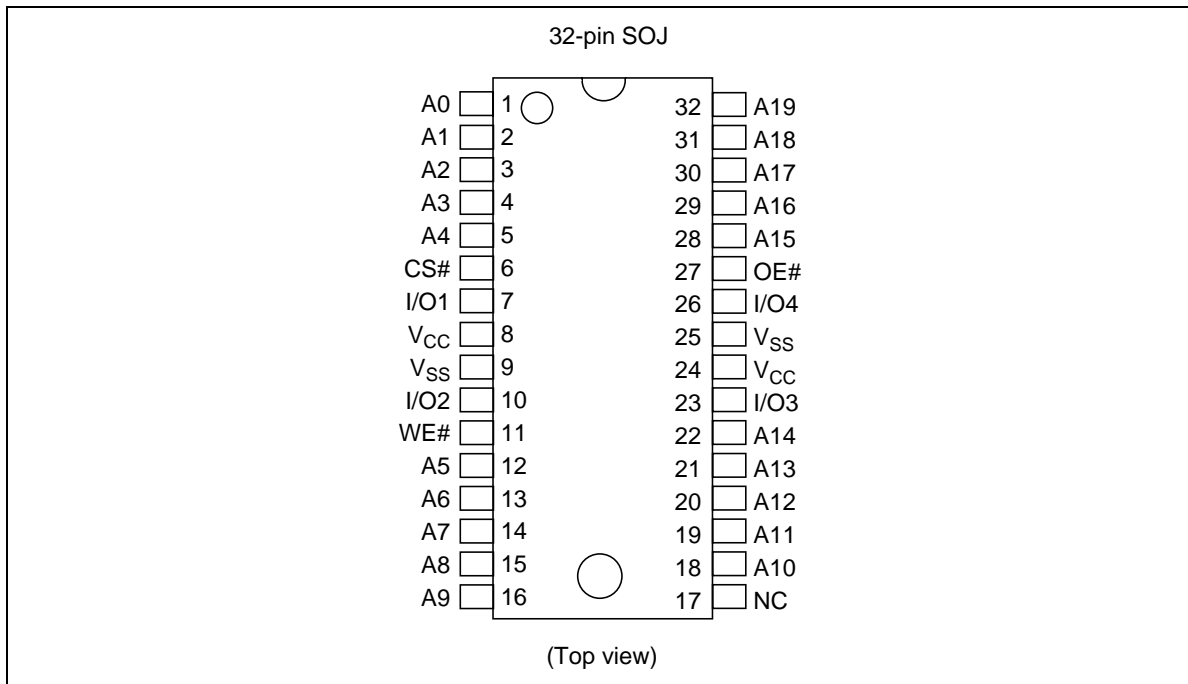 32-pin SOJ
A0 1 32 A19
A1 2 31 A18
A2 3 30 A17
A3 4 29 A16
A4 5 28 A15
CS# 6 27 OE#
I/O1 7 26 I/O4
VCC 8 25 VSS
VSS 9 24 VCC
I/O2 10 23 I/O3
WE# 11 22 A14
A5 12 21 A13
A6 13 20 A12
A7 14 19 A11
A8 15 18 A10
A9 16 17 NC
(Top view)